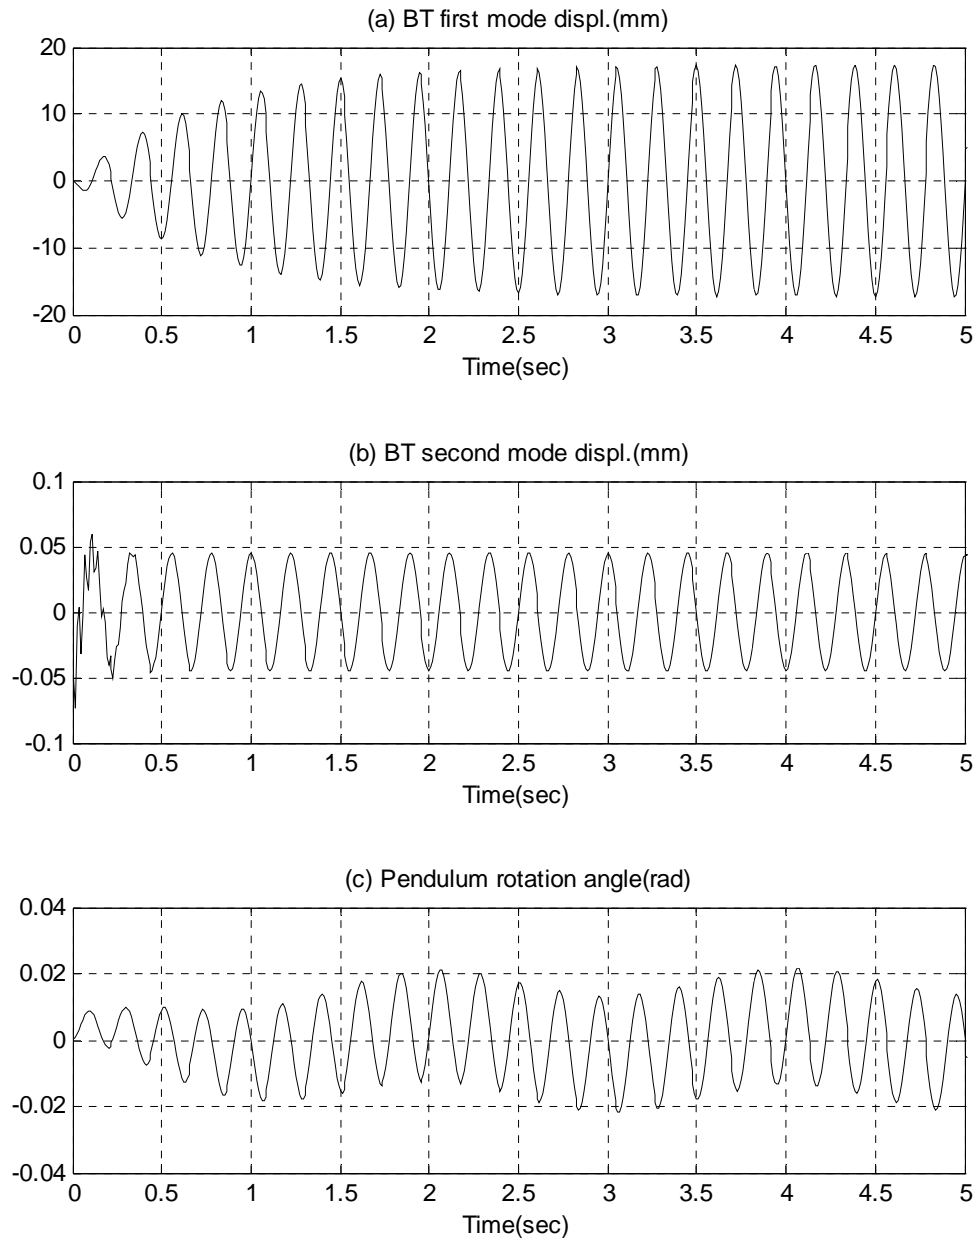 (a) BT first mode displ.(mm)
20
10
0
-10
-20
0 0.5 1 1.5 2 2.5 3 3.5 4 4.5 5
Time(sec)
(b) BT second mode displ.(mm)
0.1
0.05
0
-0.05
-0.1
0 0.5 1 1.5 2 2.5 3 3.5 4 4.5 5
Time(sec)
(c) Pendulum rotation angle(rad)
0.04
0.02
0
-0.02
-0.04
0 0.5 1 1.5 2 2.5 3 3.5 4 4.5 5
Time(sec)